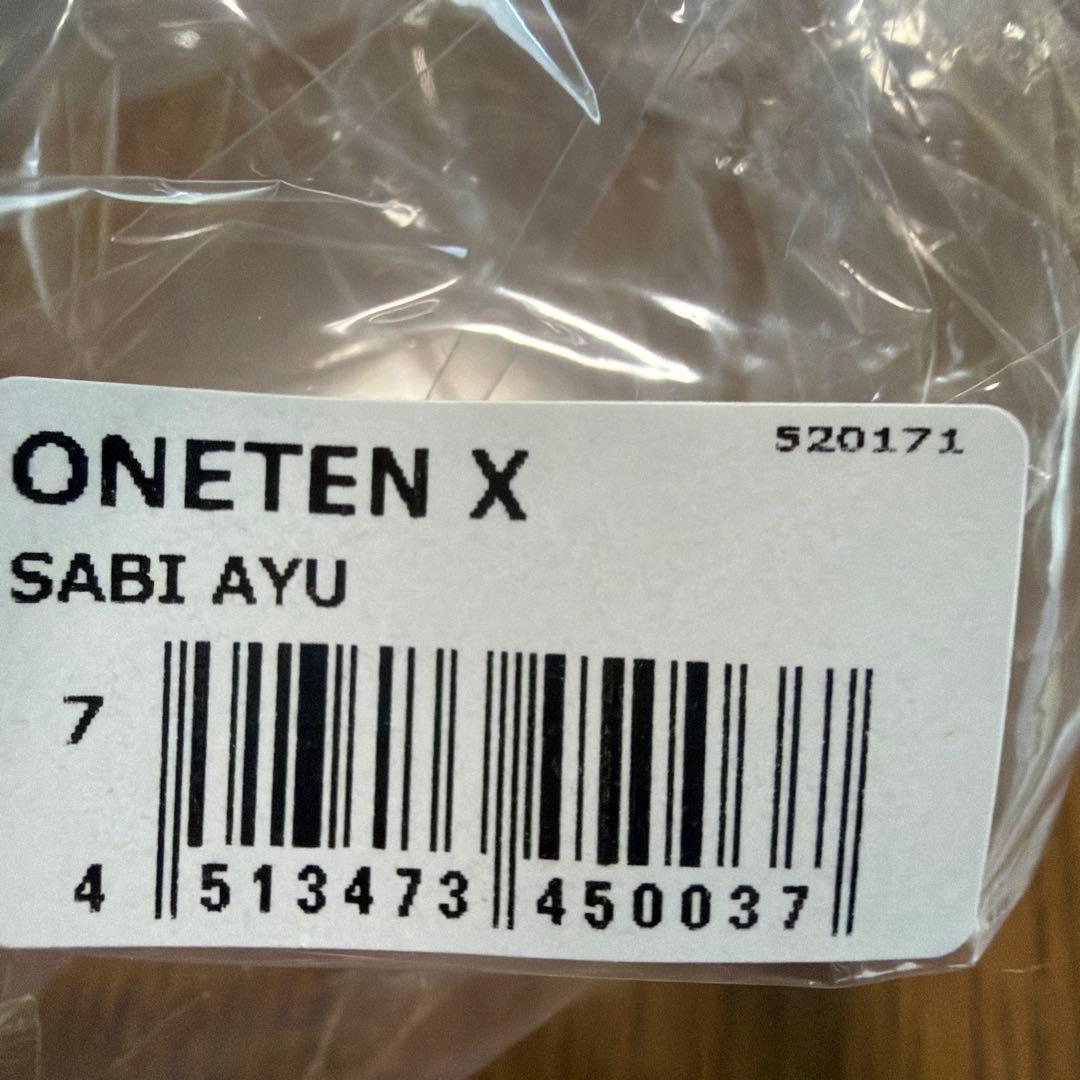 ONETEN X
520171
SABI AYU
7
4 513473 450037